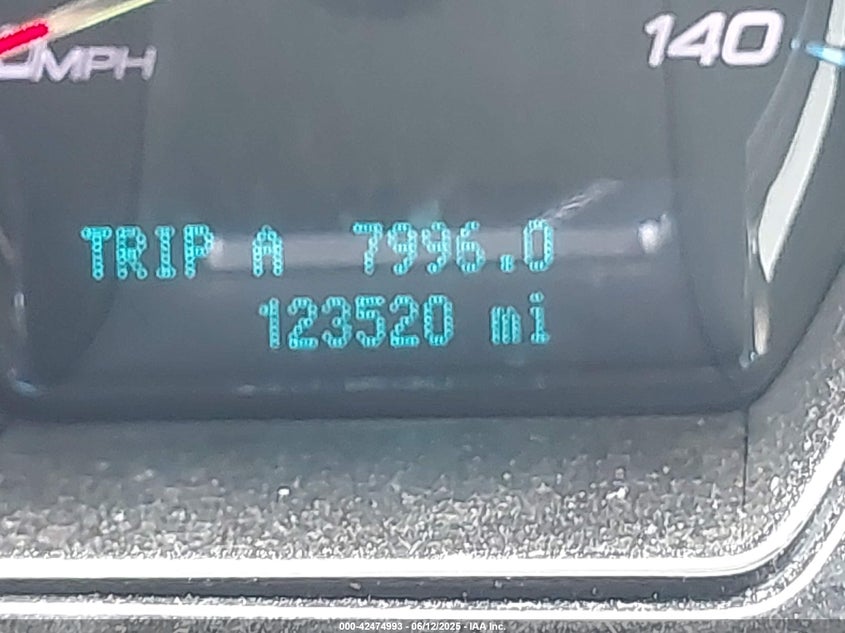 MPH
140
TRIP A 7996.0
123520 mi
000-42474993 - 06/12/2025 - IAA Inc.